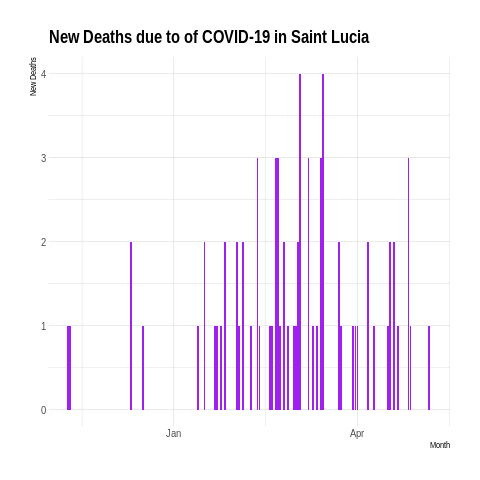 New Deaths due to of COVID-19 in Saint Lucia
New Deaths
4
3
2
1
0
Jan
Apr
Month